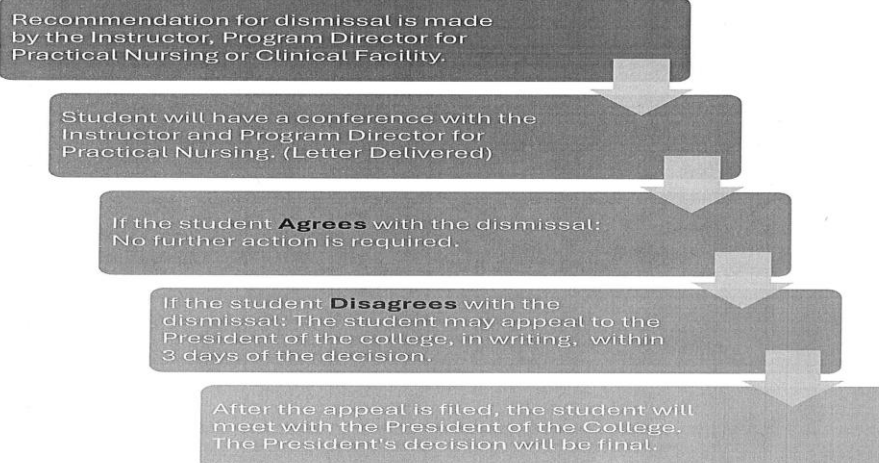 Recommendation for dismissal is made
by the Instructor, Program Director for
Practical Nursing or Clinical Facility.
Student will have a conference with the
Instructor and Program Director for
Practical Nursing. (Letter Delivered)
If the student Agrees with the dismissal:
No further action is required.
If the student Disagrees with the
dismissal: The student may appeal to the
President of the college, in writing, within
3 days of the decision.
After the appeal is filed, the student will
meet with the President of the College.
The President's decision will be final.